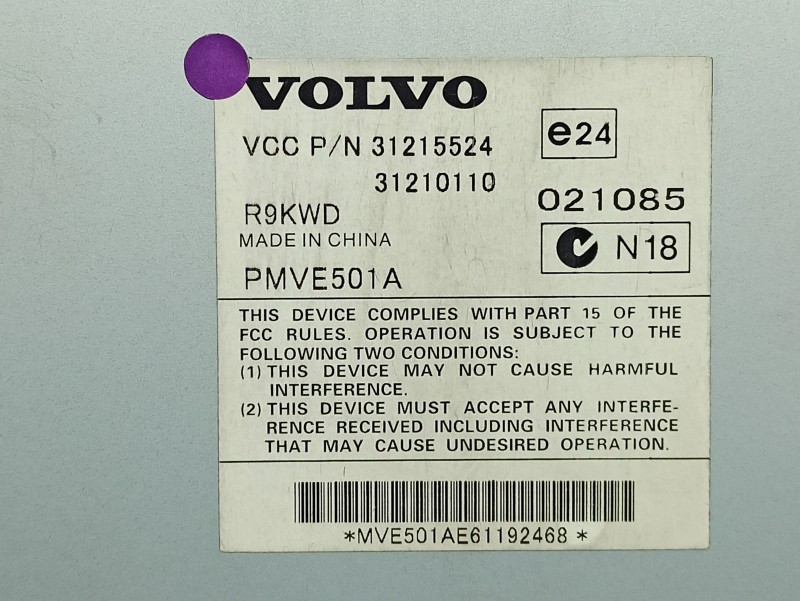 VOLVO
VCC P/N 31215524
31210110
e24
R9KWD
021085
MADE IN CHINA
N18
PMVE501A
THIS DEVICE COMPLIES WITH PART 15 OF THE
FCC RULES. OPERATION IS SUBJECT TO THE
FOLLOWING TWO CONDITIONS:
(1) THIS DEVICE MAY NOT CAUSE HARMFUL
INTERFERENCE.
(2) THIS DEVICE MUST ACCEPT ANY INTERFE-
RENCE RECEIVED INCLUDING INTERFERENCE
THAT MAY CAUSE UNDESIRED OPERATION.
*MVE501AE61192468*